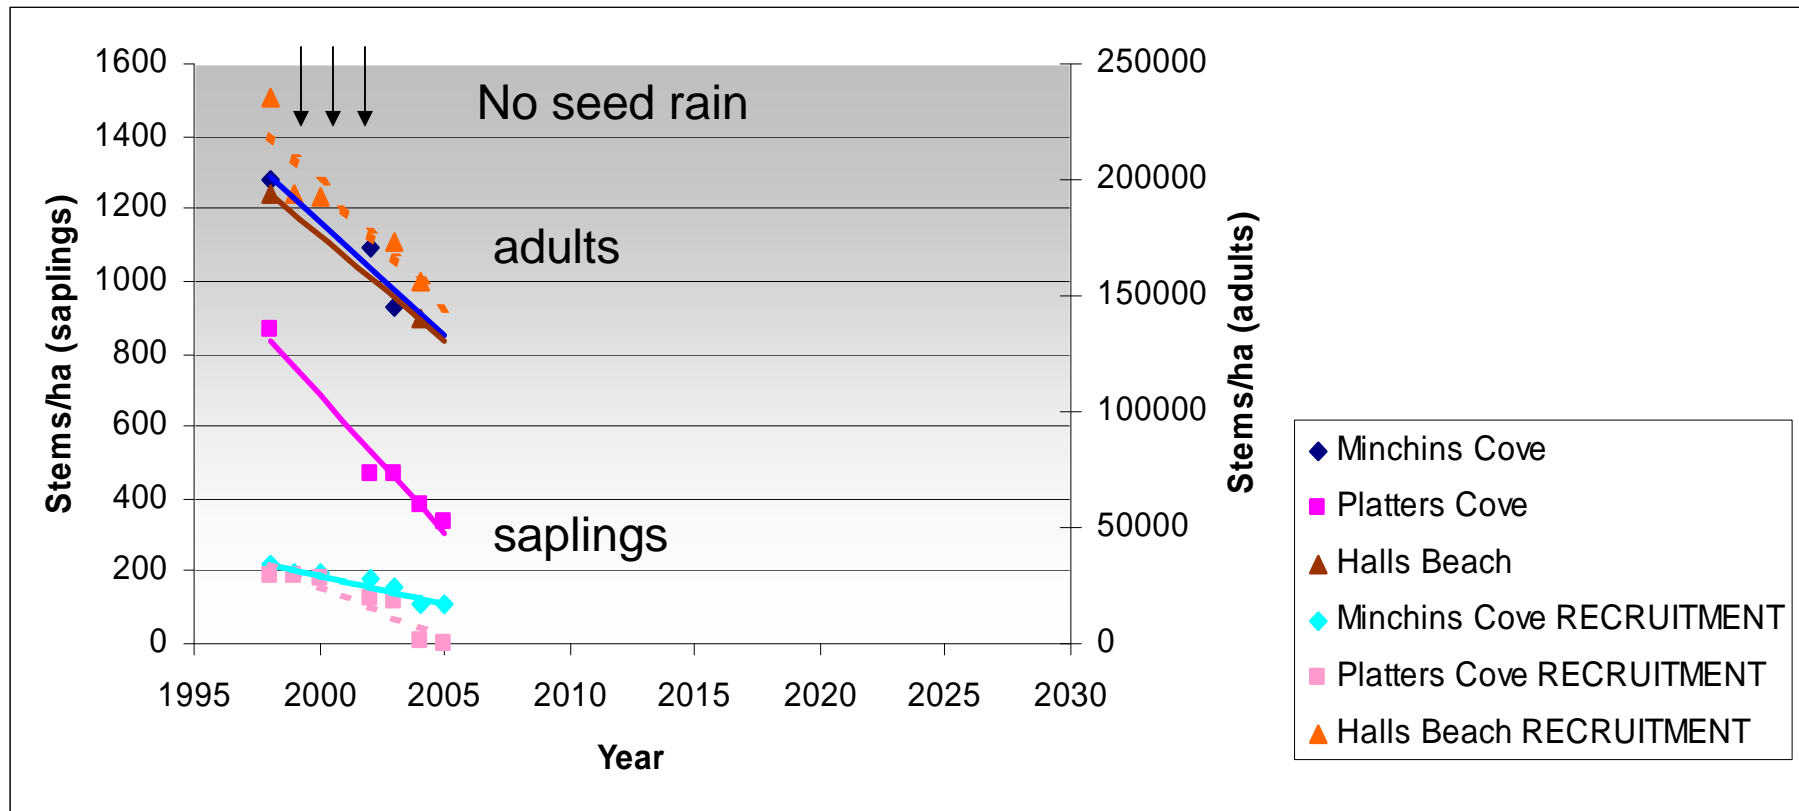 No seed rain
adults
saplings
Stems/ha (saplings)
1600
1400
1200
1000
800
600
400
200
0
250000
200000
150000
100000
50000
0
Stems/ha (adults)
1995 2000 2005 2010 2015 2020 2025 2030
Year
Minchins Cove
Platters Cove
Halls Beach
Minchins Cove RECRUITMENT
Platters Cove RECRUITMENT
Halls Beach RECRUITMENT